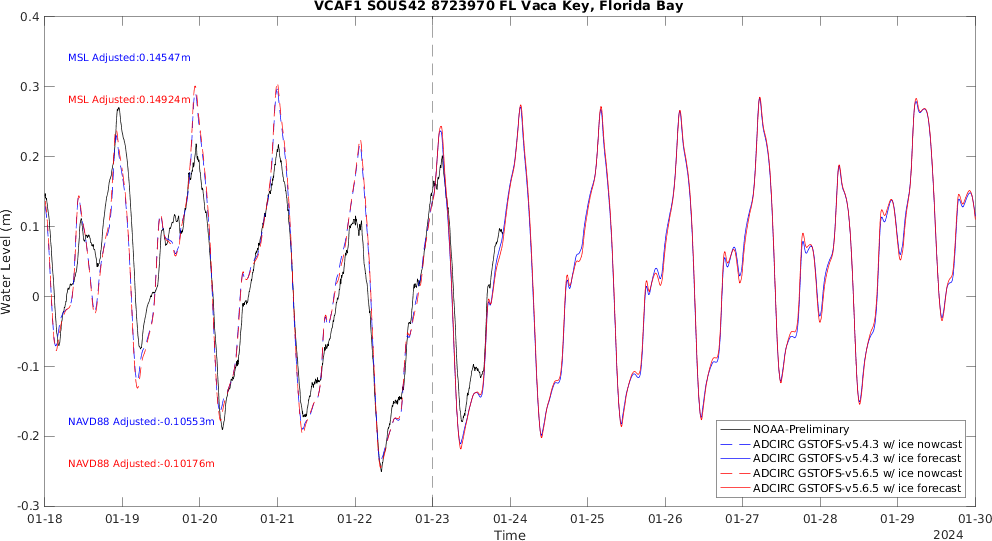 VCAF1 SOUS42 8723970 FL Vaca Key, Florida Bay
0.4
0.3
0.2
0.1
0
-0.1
-0.2
-0.3
Water Level (m)
MSL Adjusted:0.14547m
MSL Adjusted:0.14924m
NAVD88 Adjusted:-0.10553m
NAVD88 Adjusted:-0.10176m
NOAA-Preliminary
ADCIRC GSTOFS-v5.4.3 w/ ice nowcast
ADCIRC GSTOFS-v5.4.3 w/ ice forecast
ADCIRC GSTOFS-v5.6.5 w/ ice nowcast
ADCIRC GSTOFS-v5.6.5 w/ ice forecast
01-18 01-19 01-20 01-21 01-22 01-23 01-24 01-25 01-26 01-27 01-28 01-29 01-30
Time
2024